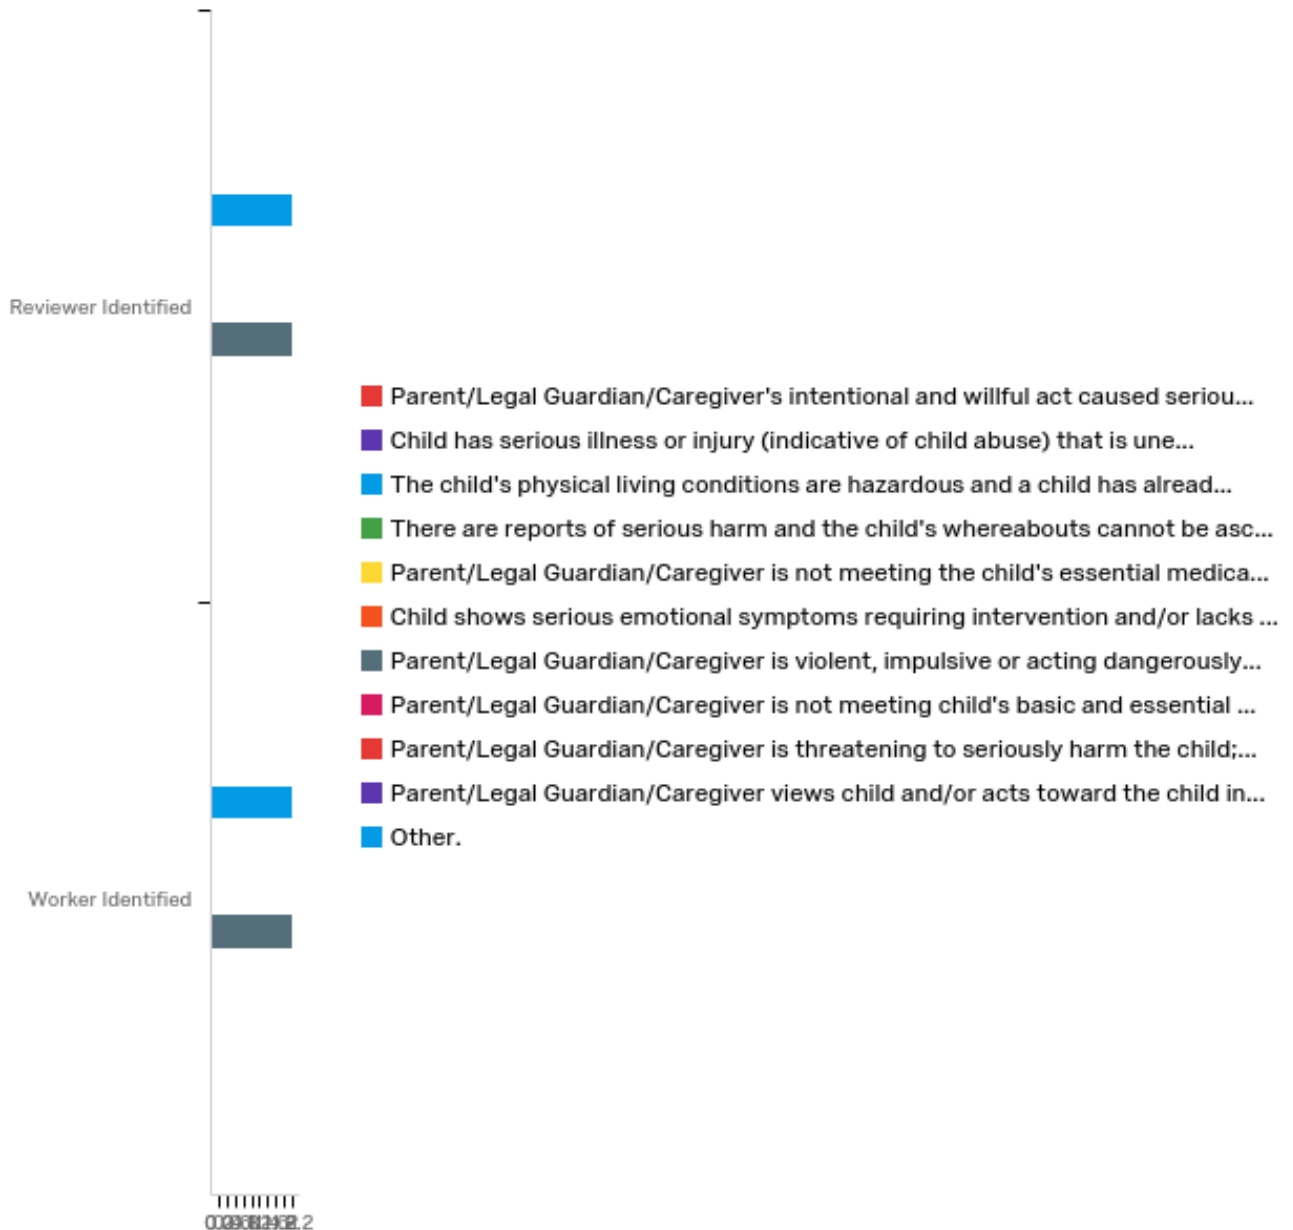 Reviewer Identified
Parent/Legal Guardian/Caregiver's intentional and willful act caused seriou...
Child has serious illness or injury (indicative of child abuse) that is une...
The child's physical living conditions are hazardous and a child has alread...
There are reports of serious harm and the child's whereabouts cannot be asc...
Parent/Legal Guardian/Caregiver is not meeting the child's essential medica...
Child shows serious emotional symptoms requiring intervention and/or lacks ...
Parent/Legal Guardian/Caregiver is violent, impulsive or acting dangerously...
Parent/Legal Guardian/Caregiver is not meeting child's basic and essential ...
Parent/Legal Guardian/Caregiver is threatening to seriously harm the child;...
Parent/Legal Guardian/Caregiver views child and/or acts toward the child in...
Other.
Worker Identified